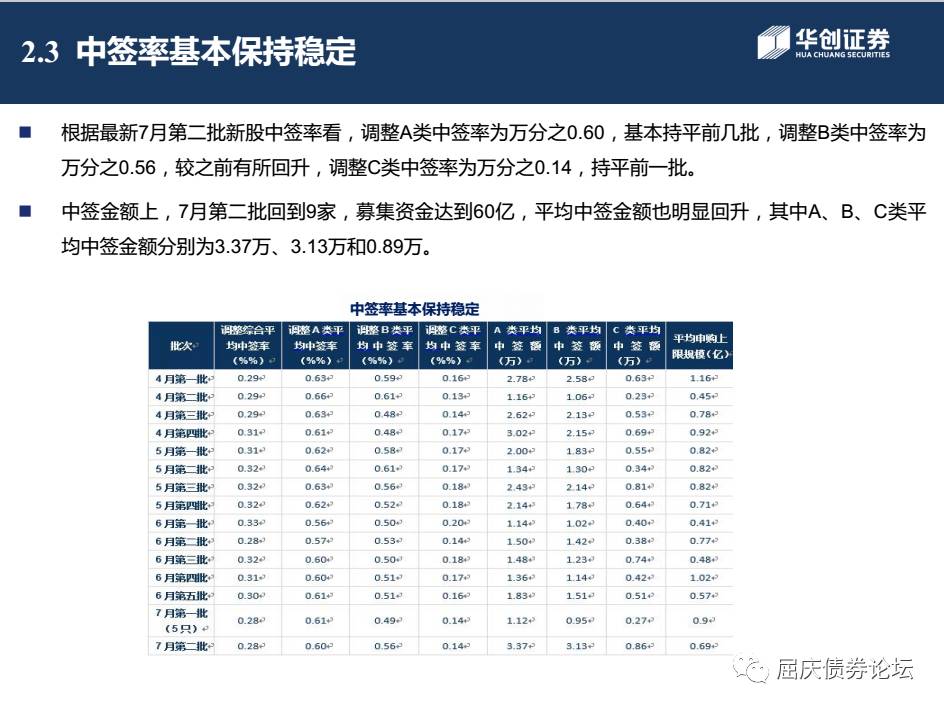 2.3 中签率基本保持稳定
华创证券
HUA CHUANG SECURITIES
■ 根据最新7月第二批新股中签率看，调整A类中签率为万分之0.60，基本持平前几批，调整B类中签率为
万分之0.56，较之前有所回升，调整C类中签率为万分之0.14，持平前一批。
■ 中签金额上，7月第二批回到9家，募集资金达到60亿，平均中签金额也明显回升，其中A、B、C类平
均中签金额分别为3.37万、3.13万和0.89万。
中签率基本保持稳定
批次 调整综合平均中签率（%%） 调整A类平均中签率（%%） 调整B类平均中签率（%%） 调整C类平均中签率（%%） A类平均中签额（万） B类平均中签额（万） C类平均中签额（万） 平均申购上限规模（亿）
4月第一批 0.29 0.63 0.59 0.16 2.78 2.58 0.63 1.16
4月第二批 0.29 0.66 0.61 0.13 1.16 1.06 0.23 0.45
4月第三批 0.29 0.63 0.48 0.14 2.62 2.13 0.53 0.78
4月第四批 0.31 0.61 0.48 0.17 3.02 2.15 0.69 0.92
5月第一批 0.31 0.62 0.58 0.17 2.00 1.83 0.55 0.82
5月第二批 0.32 0.64 0.61 0.17 1.34 1.30 0.34 0.82
5月第三批 0.32 0.63 0.56 0.18 2.43 2.14 0.81 0.82
5月第四批 0.32 0.62 0.52 0.18 2.14 1.78 0.64 0.71
6月第一批 0.33 0.56 0.50 0.20 1.14 1.02 0.40 0.41
6月第二批 0.28 0.57 0.53 0.14 1.50 1.42 0.38 0.77
6月第三批 0.32 0.60 0.50 0.18 1.48 1.23 0.74 0.48
6月第四批 0.31 0.60 0.51 0.17 1.36 1.14 0.42 1.02
6月第五批 0.30 0.61 0.51 0.16 1.83 1.51 0.51 0.57
7月第一批（5只） 0.28 0.61 0.49 0.14 1.12 0.95 0.27 0.9
7月第二批 0.28 0.60 0.56 0.14 3.37 3.13 0.86 0.69
屈庆债券论坛